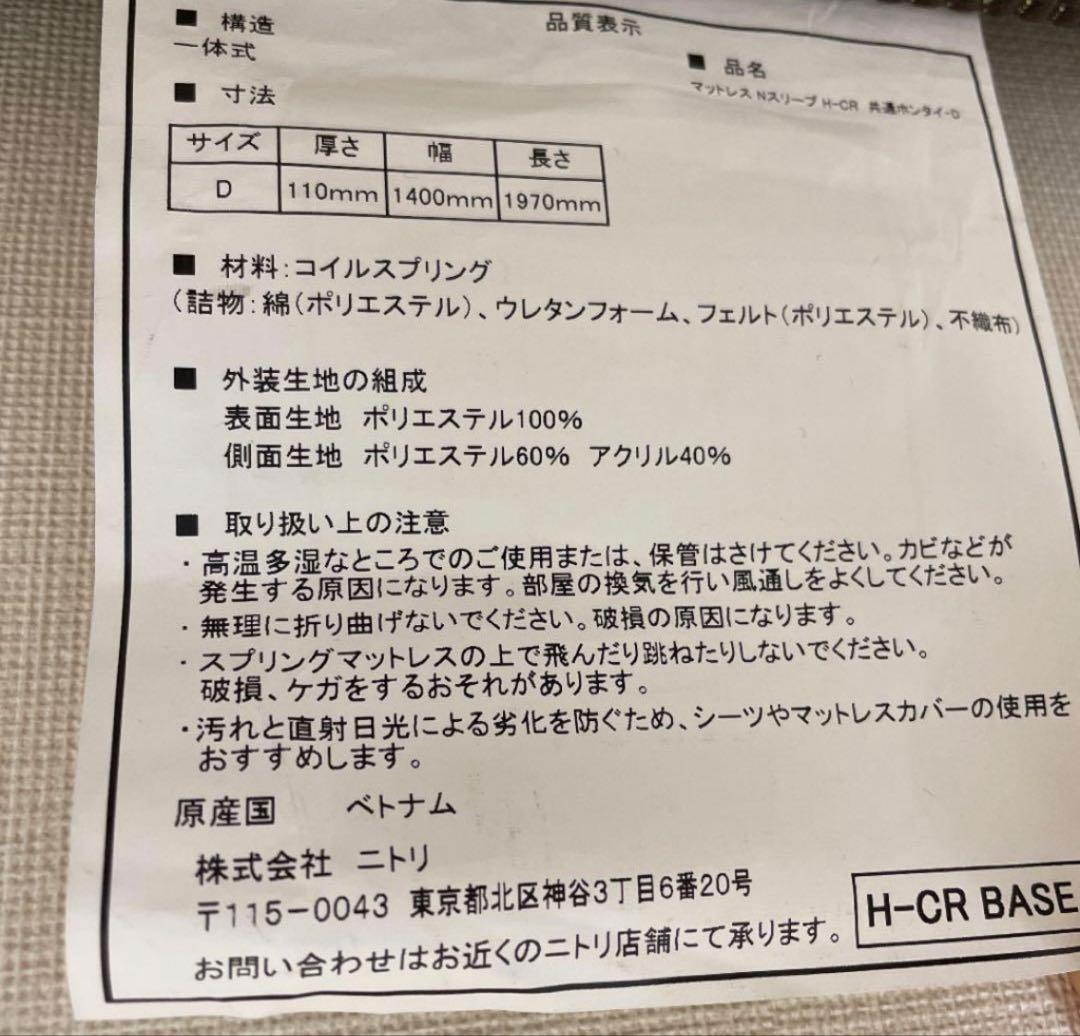 品質表示
■ 構造
一体式
■ 品名
マットレス Nスリープ H-CR 共通ホンタイ-D
■ 寸法
サイズ 厚さ 幅 長さ
D 110mm 1400mm 1970mm
■ 材料:コイルスプリング
(詰物:綿(ポリエステル)、ウレタンフォーム、フェルト(ポリエステル)、不織布)
■ 外装生地の組成
表面生地 ポリエステル100%
側面生地 ポリエステル60% アクリル40%
■ 取り扱い上の注意
・高温多湿なところでのご使用または、保管はさけてください。カビなどが
発生する原因になります。部屋の換気を行い風通しをよくしてください。
・無理に折り曲げないでください。破損の原因になります。
・スプリングマットレスの上で飛んだり跳ねたりしないでください。
破損、ケガをするおそれがあります。
・汚れと直射日光による劣化を防ぐため、シーツやマットレスカバーの使用を
おすすめします。
原産国 ベトナム
株式会社 ニトリ
〒115-0043 東京都北区神谷3丁目6番20号
お問い合わせはお近くのニトリ店舗にて承ります。
H-CR BASE